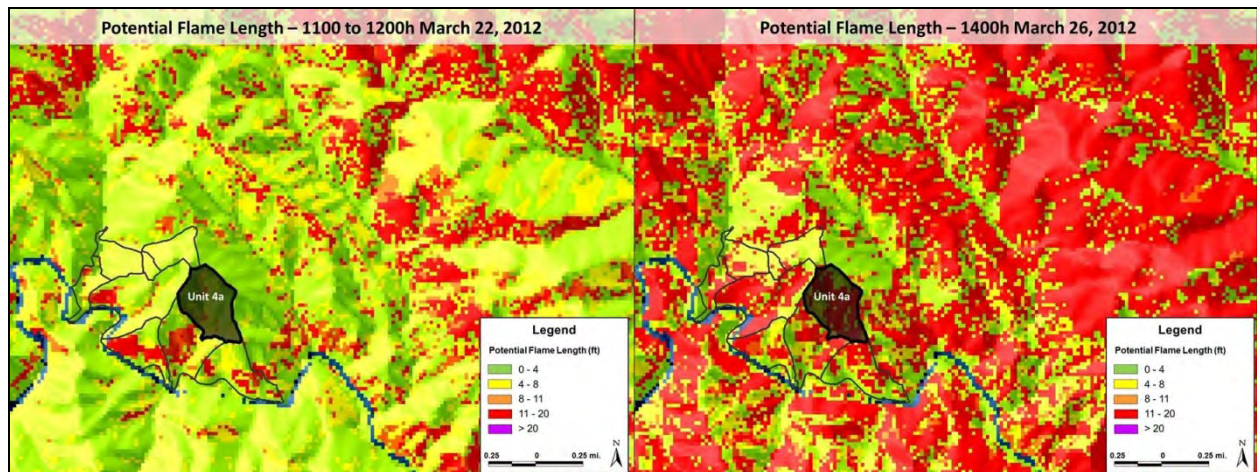 Potential Flame Length – 1100 to 1200h March 22, 2012
Unit 4a
Legend
Potential Flame Length (ft)
0 - 4
4 - 8
8 - 11
11 - 20
> 20
0.25 0 0.25 mi.
N
Potential Flame Length – 1400h March 26, 2012
Unit 4a
Legend
Potential Flame Length (ft)
0 - 4
4 - 8
8 - 11
11 - 20
> 20
0.25 0 0.25 mi.
N